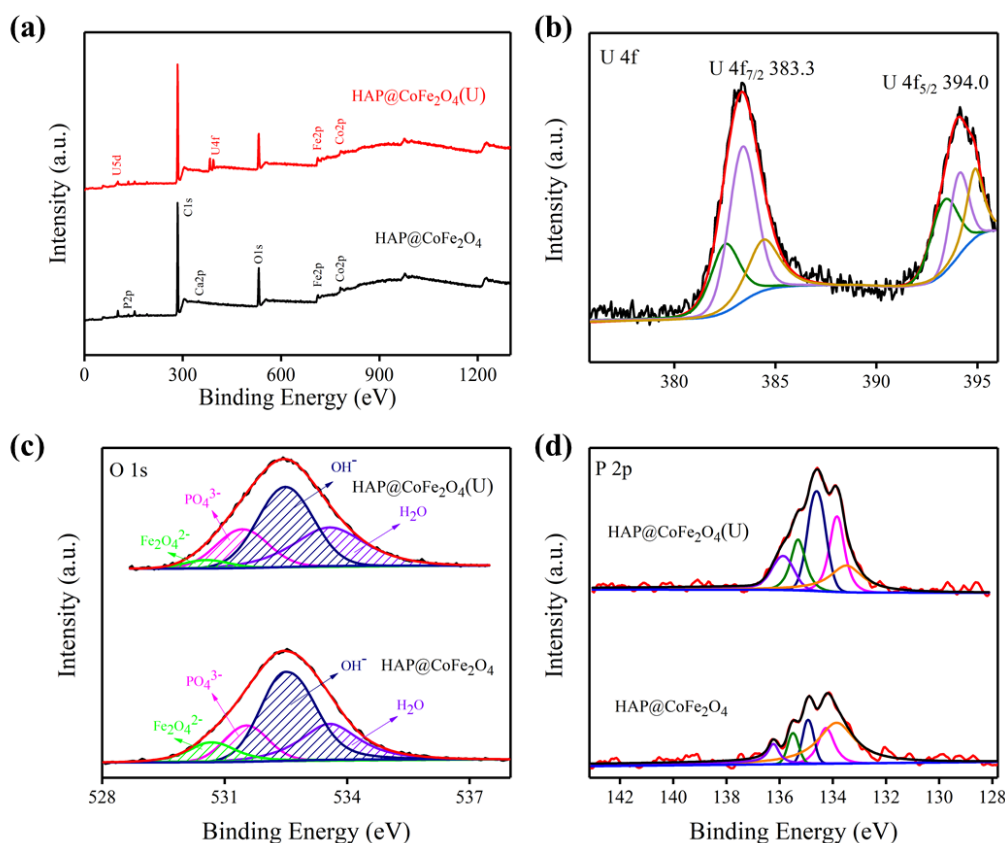 (a)
HAP@CoFe₂O₄(U)
U5d
C1s
U4f
Fe2p
Co2p
HAP@CoFe₂O₄
P2p
Ca2p
O1s
Fe2p
Co2p
Intensity (a.u.)
0 300 600 900 1200
Binding Energy (eV)
(b)
U 4f
U 4f₇/₂ 383.3
U 4f₅/₂ 394.0
Intensity (a.u.)
380 385 390 395
Binding Energy (eV)
(c)
O 1s
OH⁻
HAP@CoFe₂O₄(U)
PO₄³⁻
H₂O
Fe₂O₄²⁻
OH⁻
HAP@CoFe₂O₄
PO₄³⁻
H₂O
Fe₂O₄²⁻
Intensity (a.u.)
528 531 534 537
Binding Energy (eV)
(d)
P 2p
HAP@CoFe₂O₄(U)
HAP@CoFe₂O₄
Intensity (a.u.)
142 140 138 136 134 132 130 128
Binding Energy (eV)